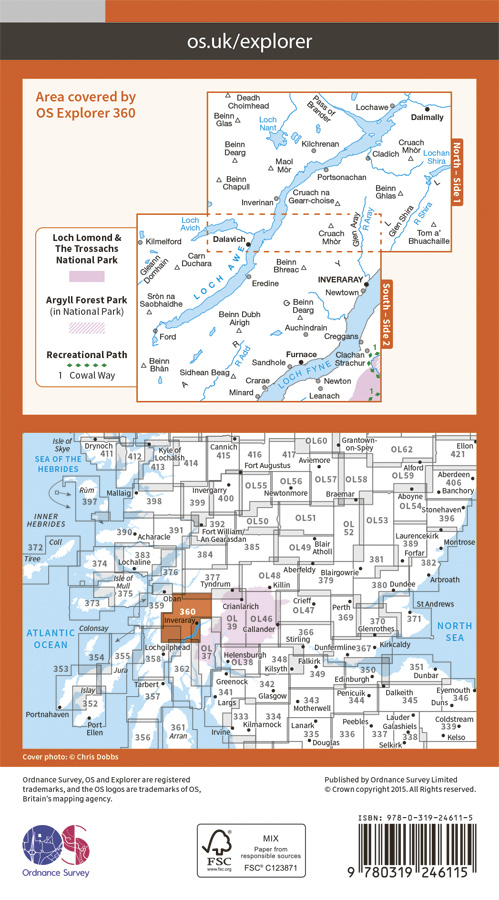 os.uk/explorer
Area covered by
OS Explorer 360
Deadh
Choimhead
Beinn
Glas
Loch
Nant
Pass of
Brander
Lochawe
Dalmally
Beinn
Dearg
Kilchrenan
Cladich
Cruach
Mhòr
Lochan
Shira
Maol
Mòr
Portsonachan
Beinn
Chapull
Cruach na
Gearr-choise
Beinn
Ghlas
Inverinan
Glen Aray
R Aray
Glen Shira
R Shira
L
L
Tom a'
Bhuachaille
North – Side 1
Loch
Avich
Kilmelford
Dalavich
Cruach
Mhòr
Gleann
Domhain
Carn
Duchara
LOCH AWE
Beinn
Bhreac
Y
Eredine
INVERARAY
Newtown
Sròn na
Saobhaidhe
G
Beinn
Dearg
Beinn Dubh
Airigh
Auchindrain
Ford
Creggans
R
R Add
A
Furnace
Clachan
Strachur
Beinn
Bhàn
Sidhean Beag
Sandhole
LOCH FYNE
Crarae
Newton
Minard
Leanach
1
1
South – Side 2
Loch Lomond &
The Trossachs
National Park
Argyll Forest Park
(in National Park)
Recreational Path
1 Cowal Way
Isle of
Skye
Drynoch
411
412
Kyle of
Lochalsh
413
414
Cannich
415
416
417
OL60
Grantown-
on-Spey
OL62
Ellon
421
SEA OF THE
HEBRIDES
Fort Augustus
Aviemore
Alford
Rùm
397
Mallaig
398
399
Invergarry
400
OL55
OL56
Newtonmore
OL57
OL58
Braemar
OL59
Aboyne
OL54
Aberdeen
406
Banchory
INNER
HEBRIDES
390
Acharacle
391
392
Fort William/
An Gearasdan
OL50
OL51
OL
52
OL53
Stonehaven
396
372
Coll
Tiree
374
383
Lochaline
384
385
OL49
Blair
Atholl
381
Laurencekirk
389
Forfar
382
Montrose
376
Isle of
Mull
375
377
Tyndrum
OL48
Killin
Aberfeldy
379
Blairgowrie
380
Dundee
Arbroath
373
Oban
359
360
Inveraray
Crianlarich
OL
39
OL46
Callander
Crieff
OL47
Perth
369
370
371
St Andrews
ATLANTIC
OCEAN
Colonsay
Lochgilphead
358
OL
37
Helensburgh
OL38
366
Stirling
Glenrothes
Dunfermline
367
Kirkcaldy
NORTH
SEA
353
354
355
Jura
362
Greenock
341
Largs
348
Kilsyth
Falkirk
349
350
Edinburgh
351
Dunbar
Islay
352
Tarbert
357
342
Glasgow
Penicuik
344
Dalkeith
345
Eyemouth
346
Duns
Portnahaven
Port
Ellen
356
361
Arran
333
Irvine
334
Kilmarnock
343
Motherwell
Lanark
335
Douglas
336
Peebles
337
Lauder
Galashiels
338
Selkirk
Coldstream
339
Kelso
Cover photo: © Chris Dobbs
Ordnance Survey, OS and Explorer are registered
trademarks, and the OS logos are trademarks of OS,
Britain's mapping agency.
Published by Ordnance Survey Limited
© Crown copyright 2015. All Rights reserved.
OS
Ordnance Survey
FSC
www.fsc.org
MIX
Paper from
responsible sources
FSC® C123871
ISBN: 978-0-319-24611-5
9 780319 246115